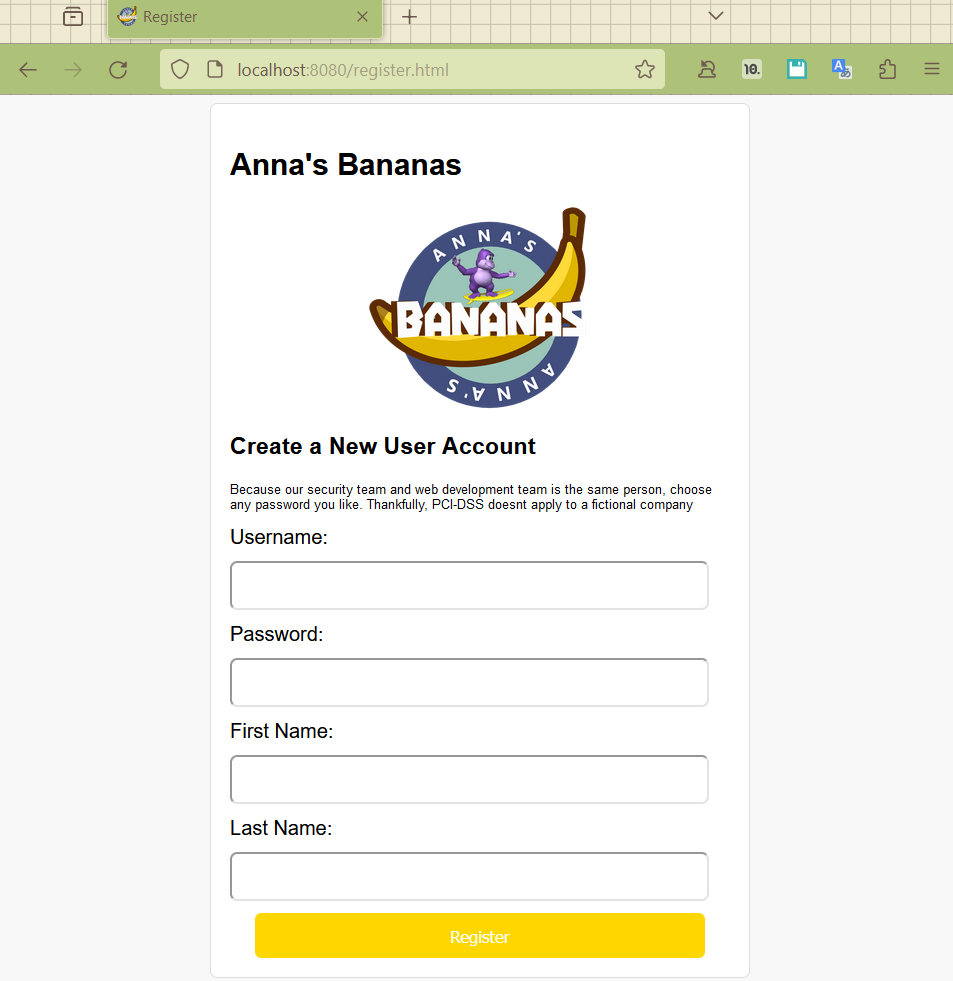 Register
localhost:8080/register.html
10.
Anna's Bananas
ANNA'S
BANANAS
ANNA'S
Create a New User Account
Because our security team and web development team is the same person, choose
any password you like. Thankfully, PCI-DSS doesnt apply to a fictional company
Username:
Password:
First Name:
Last Name:
Register